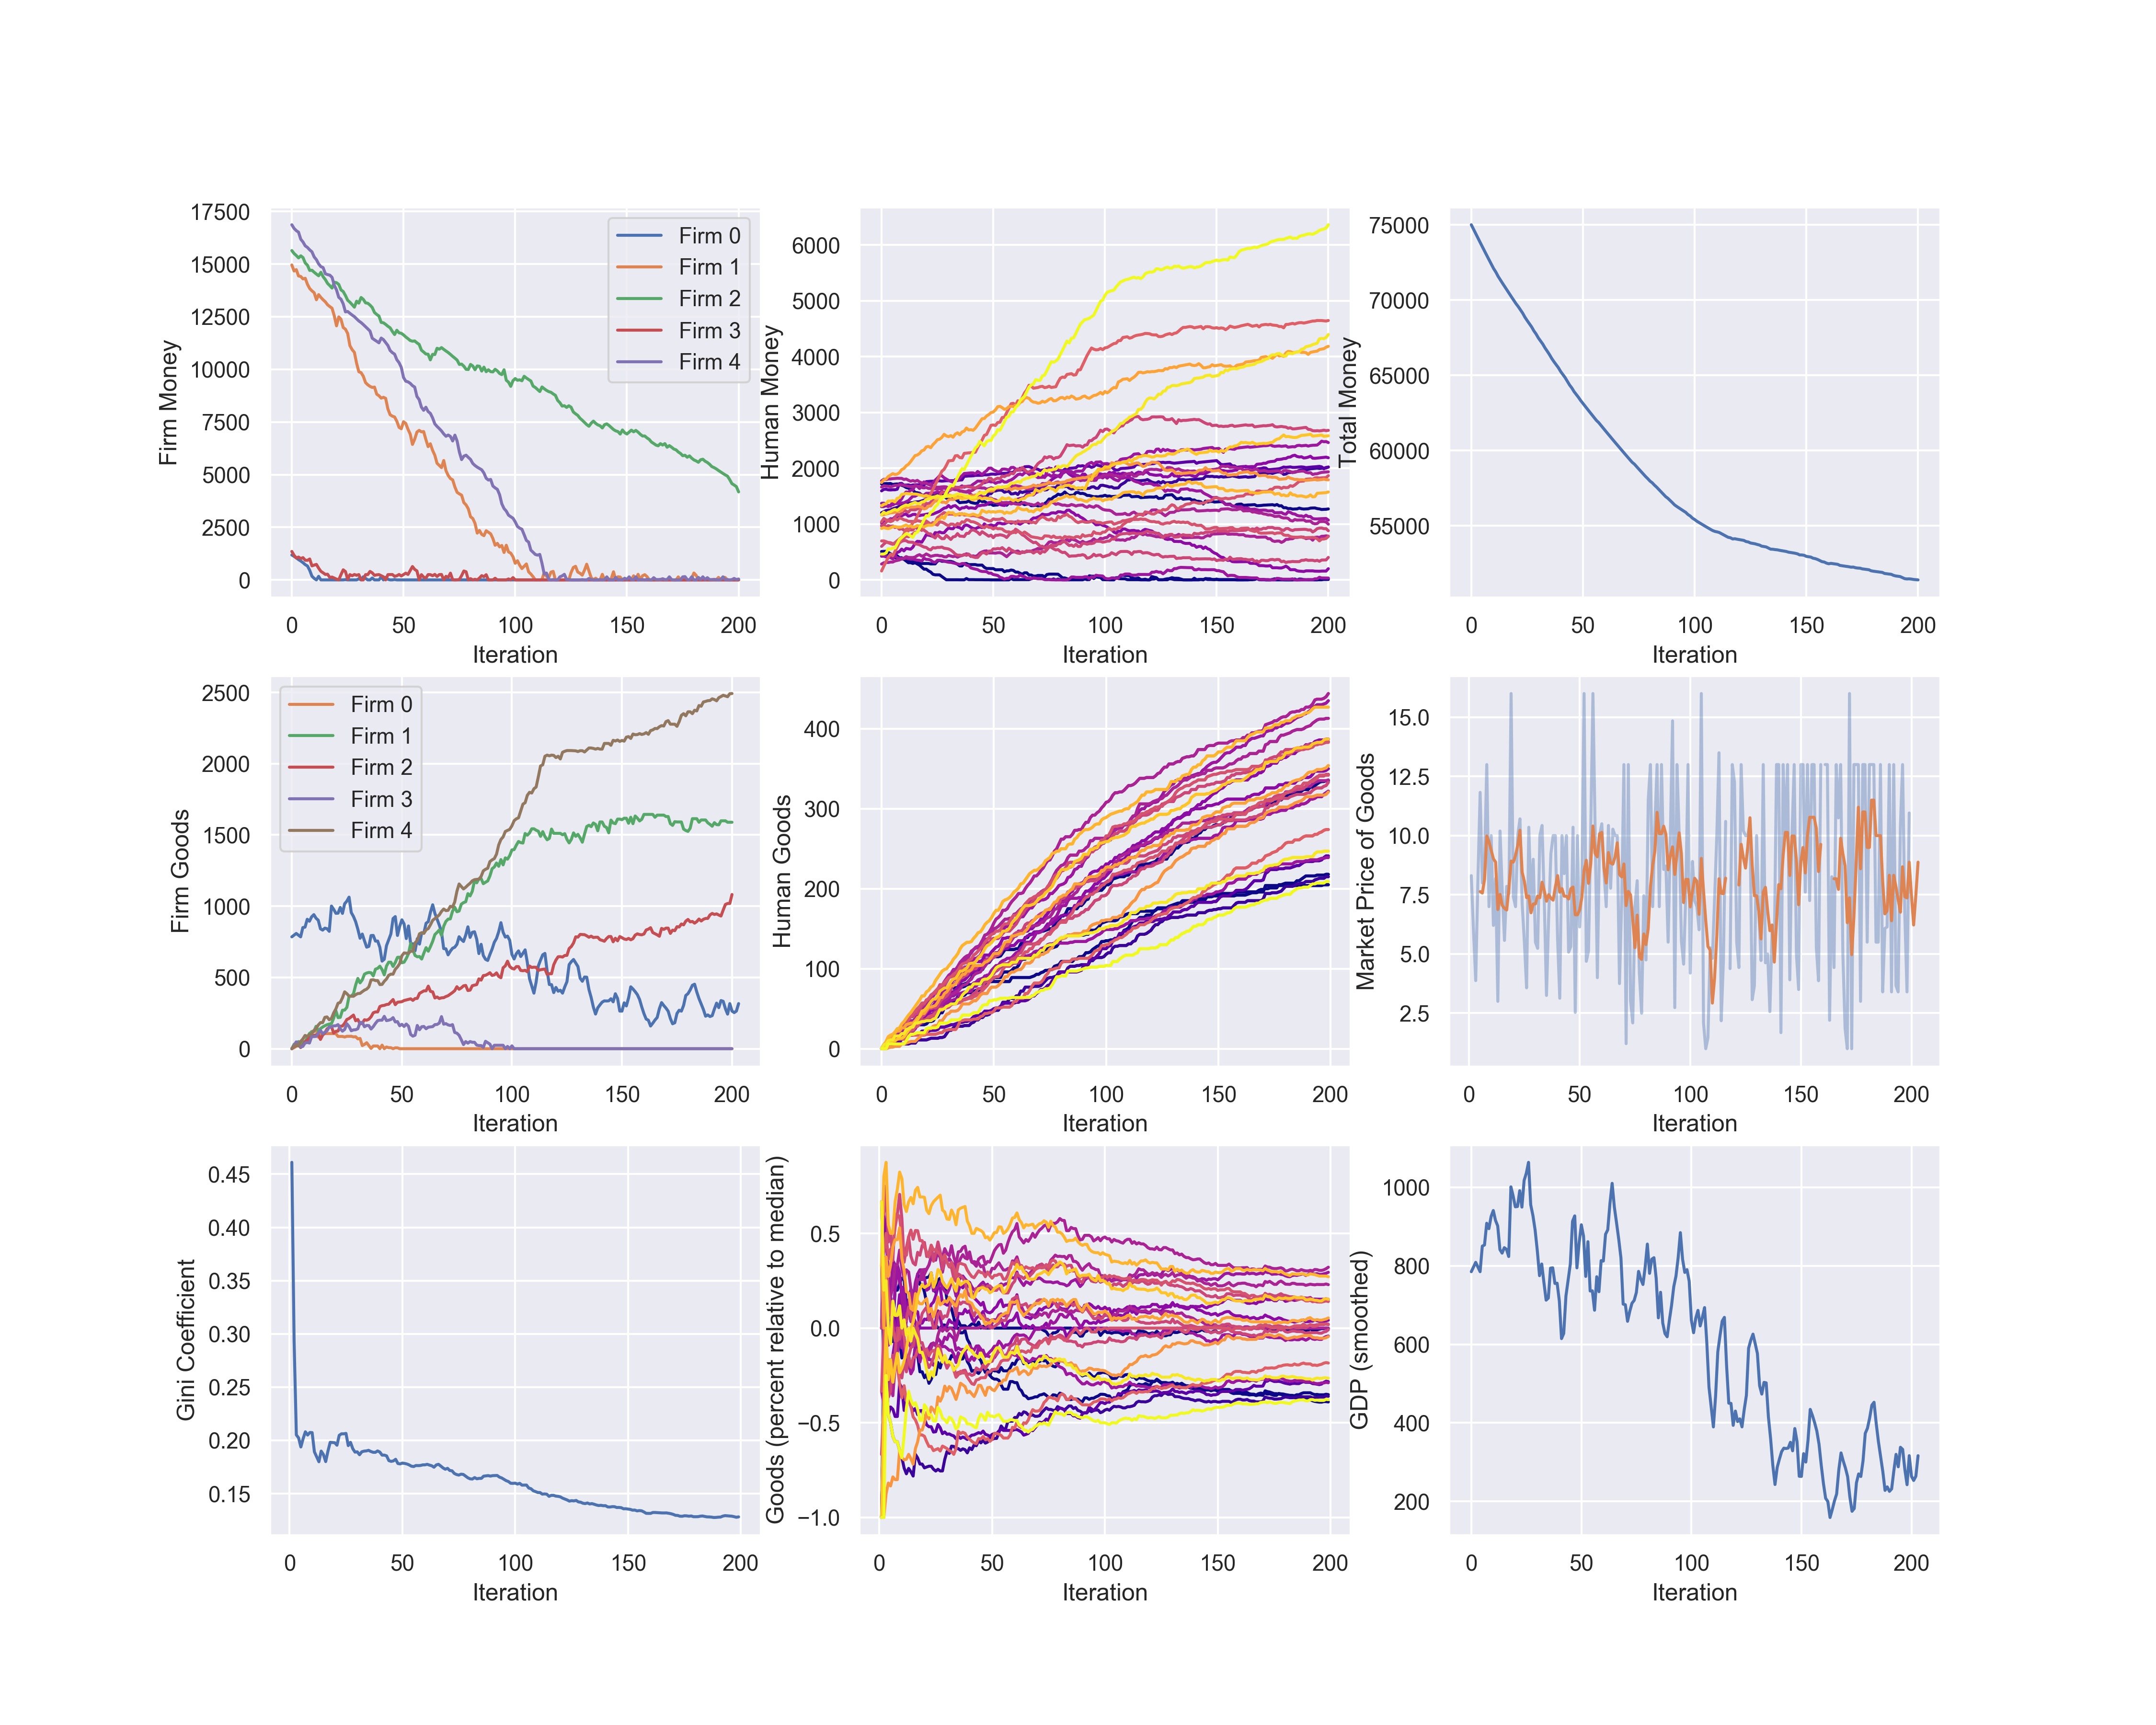 Firm Money
17500
15000
12500
10000
7500
5000
2500
0
Firm 0
Firm 1
Firm 2
Firm 3
Firm 4
0 50 100 150 200
Iteration
Human Money
6000
5000
4000
3000
2000
1000
0
0 50 100 150 200
Iteration
Total Money
75000
70000
65000
60000
55000
0 50 100 150 200
Iteration
Firm Goods
2500
2000
1500
1000
500
0
Firm 0
Firm 1
Firm 2
Firm 3
Firm 4
0 50 100 150 200
Iteration
Human Goods
400
300
200
100
0
0 50 100 150 200
Iteration
Market Price of Goods
15.0
12.5
10.0
7.5
5.0
2.5
0 50 100 150 200
Iteration
Gini Coefficient
0.45
0.40
0.35
0.30
0.25
0.20
0.15
0 50 100 150 200
Iteration
Goods (percent relative to median)
0.5
0.0
−0.5
−1.0
0 50 100 150 200
Iteration
GDP (smoothed)
1000
800
600
400
200
0 50 100 150 200
Iteration